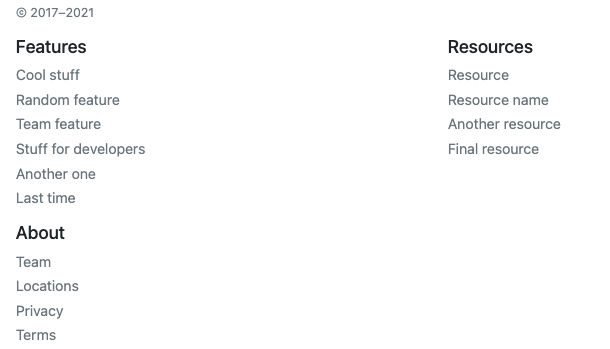 © 2017–2021
Features
Cool stuff
Random feature
Team feature
Stuff for developers
Another one
Last time
Resources
Resource
Resource name
Another resource
Final resource
About
Team
Locations
Privacy
Terms